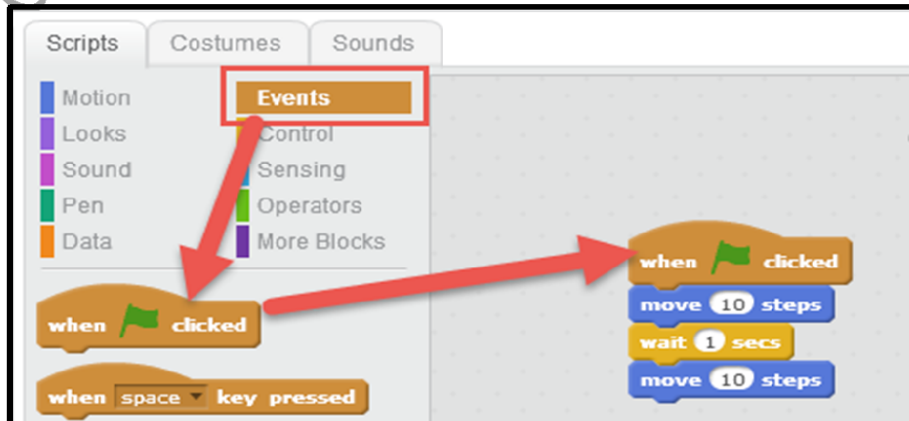 Scripts Costumes Sounds
Motion Events
Looks Control
Sound Sensing
Pen Operators
Data More Blocks
when clicked
when space key pressed
when clicked
move 10 steps
wait 1 secs
move 10 steps